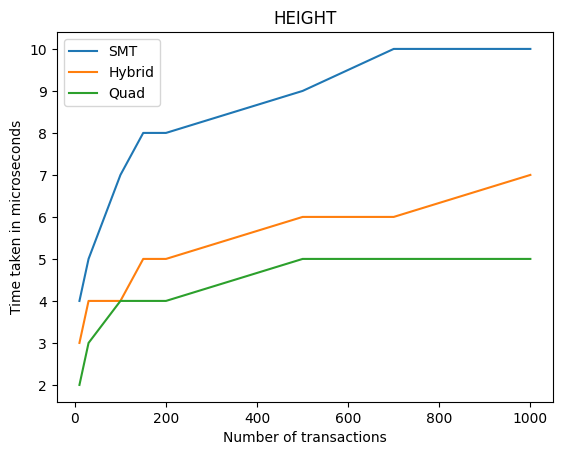 HEIGHT
SMT
Hybrid
Quad
Time taken in microseconds
10
9
8
7
6
5
4
3
2
0 200 400 600 800 1000
Number of transactions